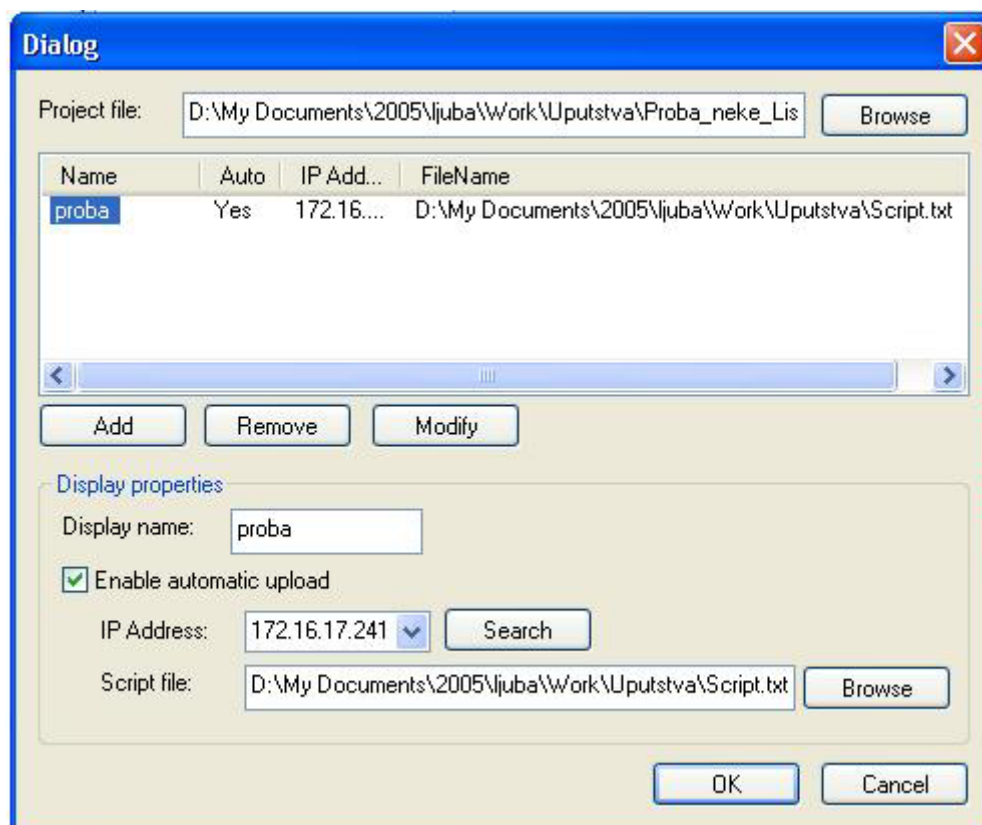 Dialog
Project file: D:\My Documents\2005\ljuba\Work\Uputstva\Proba_neke_Lis Browse
Name Auto IP Add... FileName
proba Yes 172.16.... D:\My Documents\2005\ljuba\Work\Uputstva\Script.txt
Add Remove Modify
Display properties
Display name: proba
Enable automatic upload
IP Address: 172.16.17.241 Search
Script file: D:\My Documents\2005\ljuba\Work\Uputstva\Script.txt Browse
OK Cancel